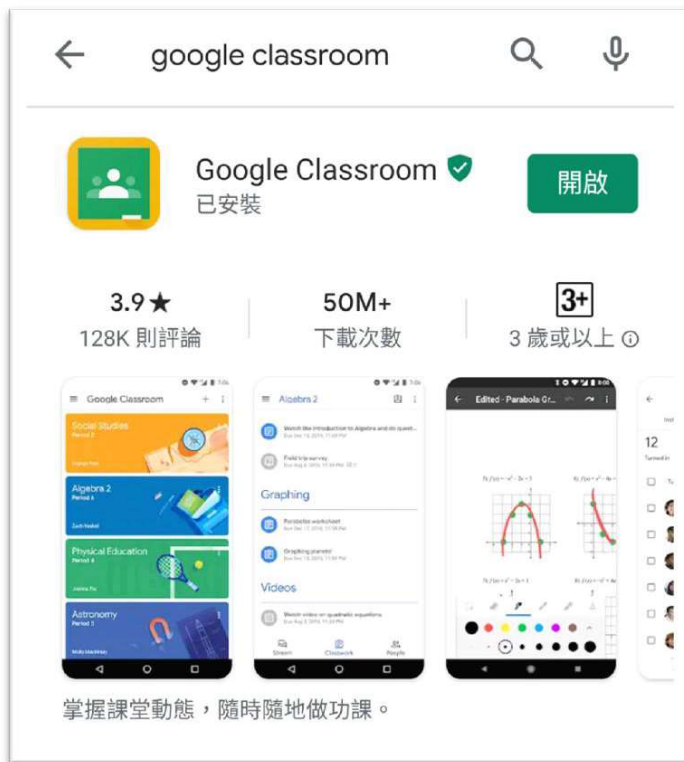 google classroom
Google Classroom
已安裝
開啟
3.9★
128K 則評論
50M+
下載次數
3+
3 歲或以上
Google Classroom
Social Studies
Algebra 2
Physical Education
Astronomy
Algebra 2
Graphing
Videos
Stream
Classwork
People
Edited - Parabola Gr...
12
Turned in
掌握課堂動態，隨時隨地做功課。